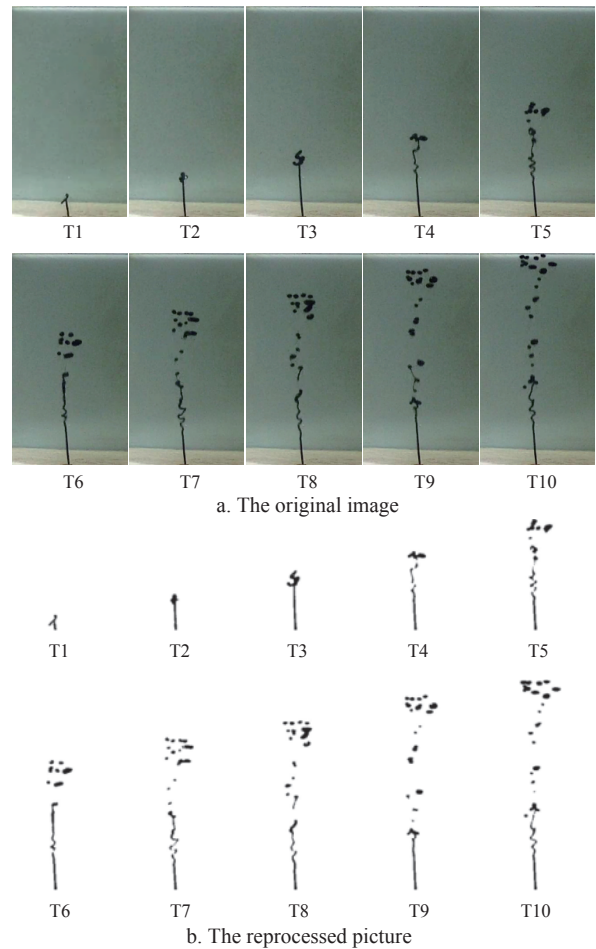 T1 T2 T3 T4 T5
T6 T7 T8 T9 T10
a. The original image
T1 T2 T3 T4 T5
T6 T7 T8 T9 T10
b. The reprocessed picture